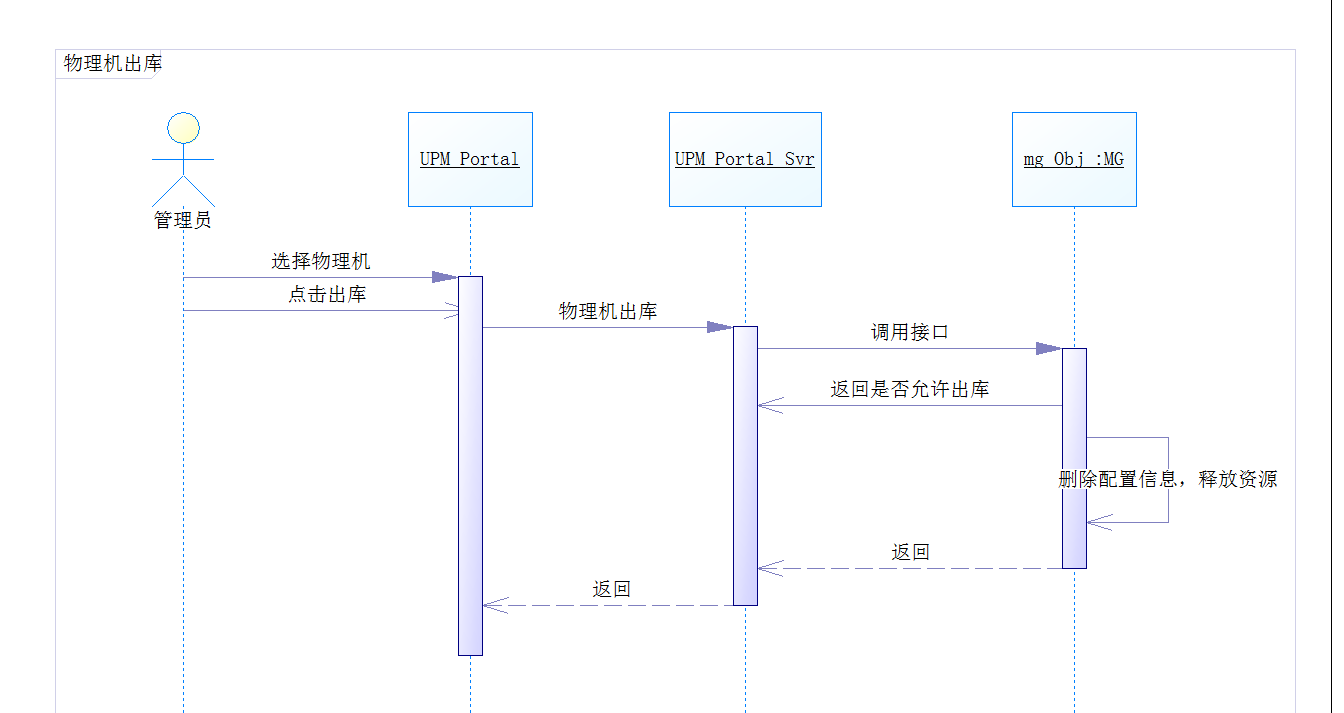 物理机出库
UPM Portal
UPM Portal Svr
mg Obj :MG
管理员
选择物理机
点击出库
物理机出库
调用接口
返回是否允许出库
删除配置信息，释放资源
返回
返回